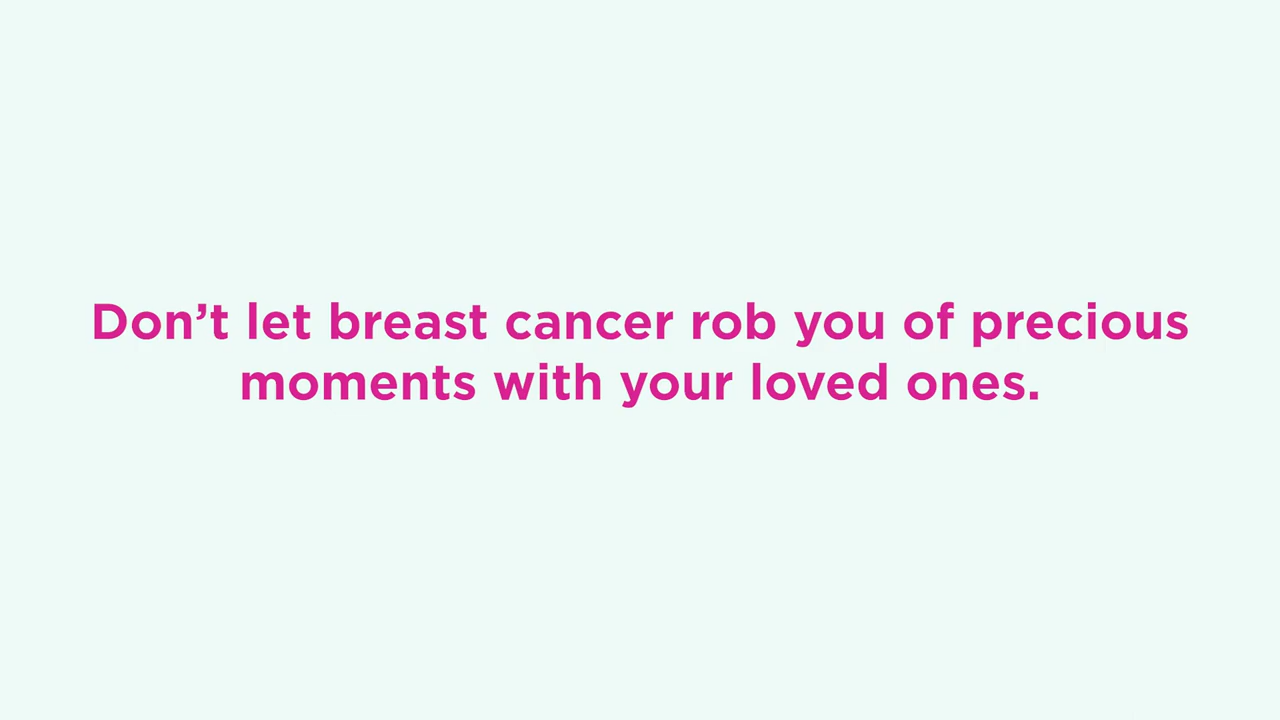 Don’t let breast cancer rob you of precious
moments with your loved ones.